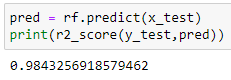 pred = rf.predict(x_test)
print(r2_score(y_test,pred))
0.9843256918579462